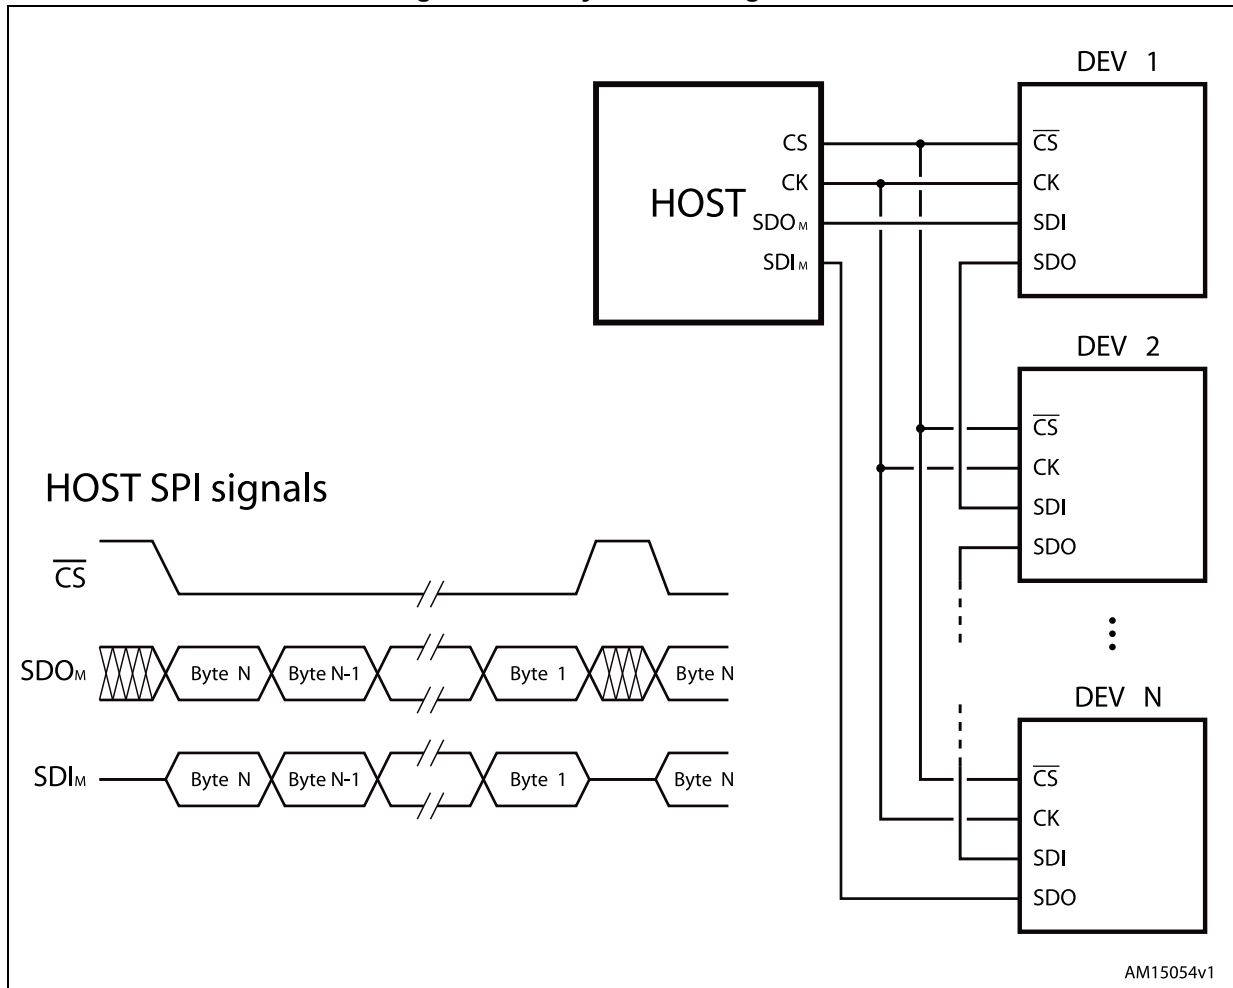 DEV 1
HOST
CS
CK
SDOM
SDIM
CS
CK
SDI
SDO
DEV 2
CS
CK
SDI
SDO
HOST SPI signals
CS
SDOM
Byte N
Byte N-1
Byte 1
Byte N
SDIM
Byte N
Byte N-1
Byte 1
Byte N
DEV N
CS
CK
SDI
SDO
AM15054v1